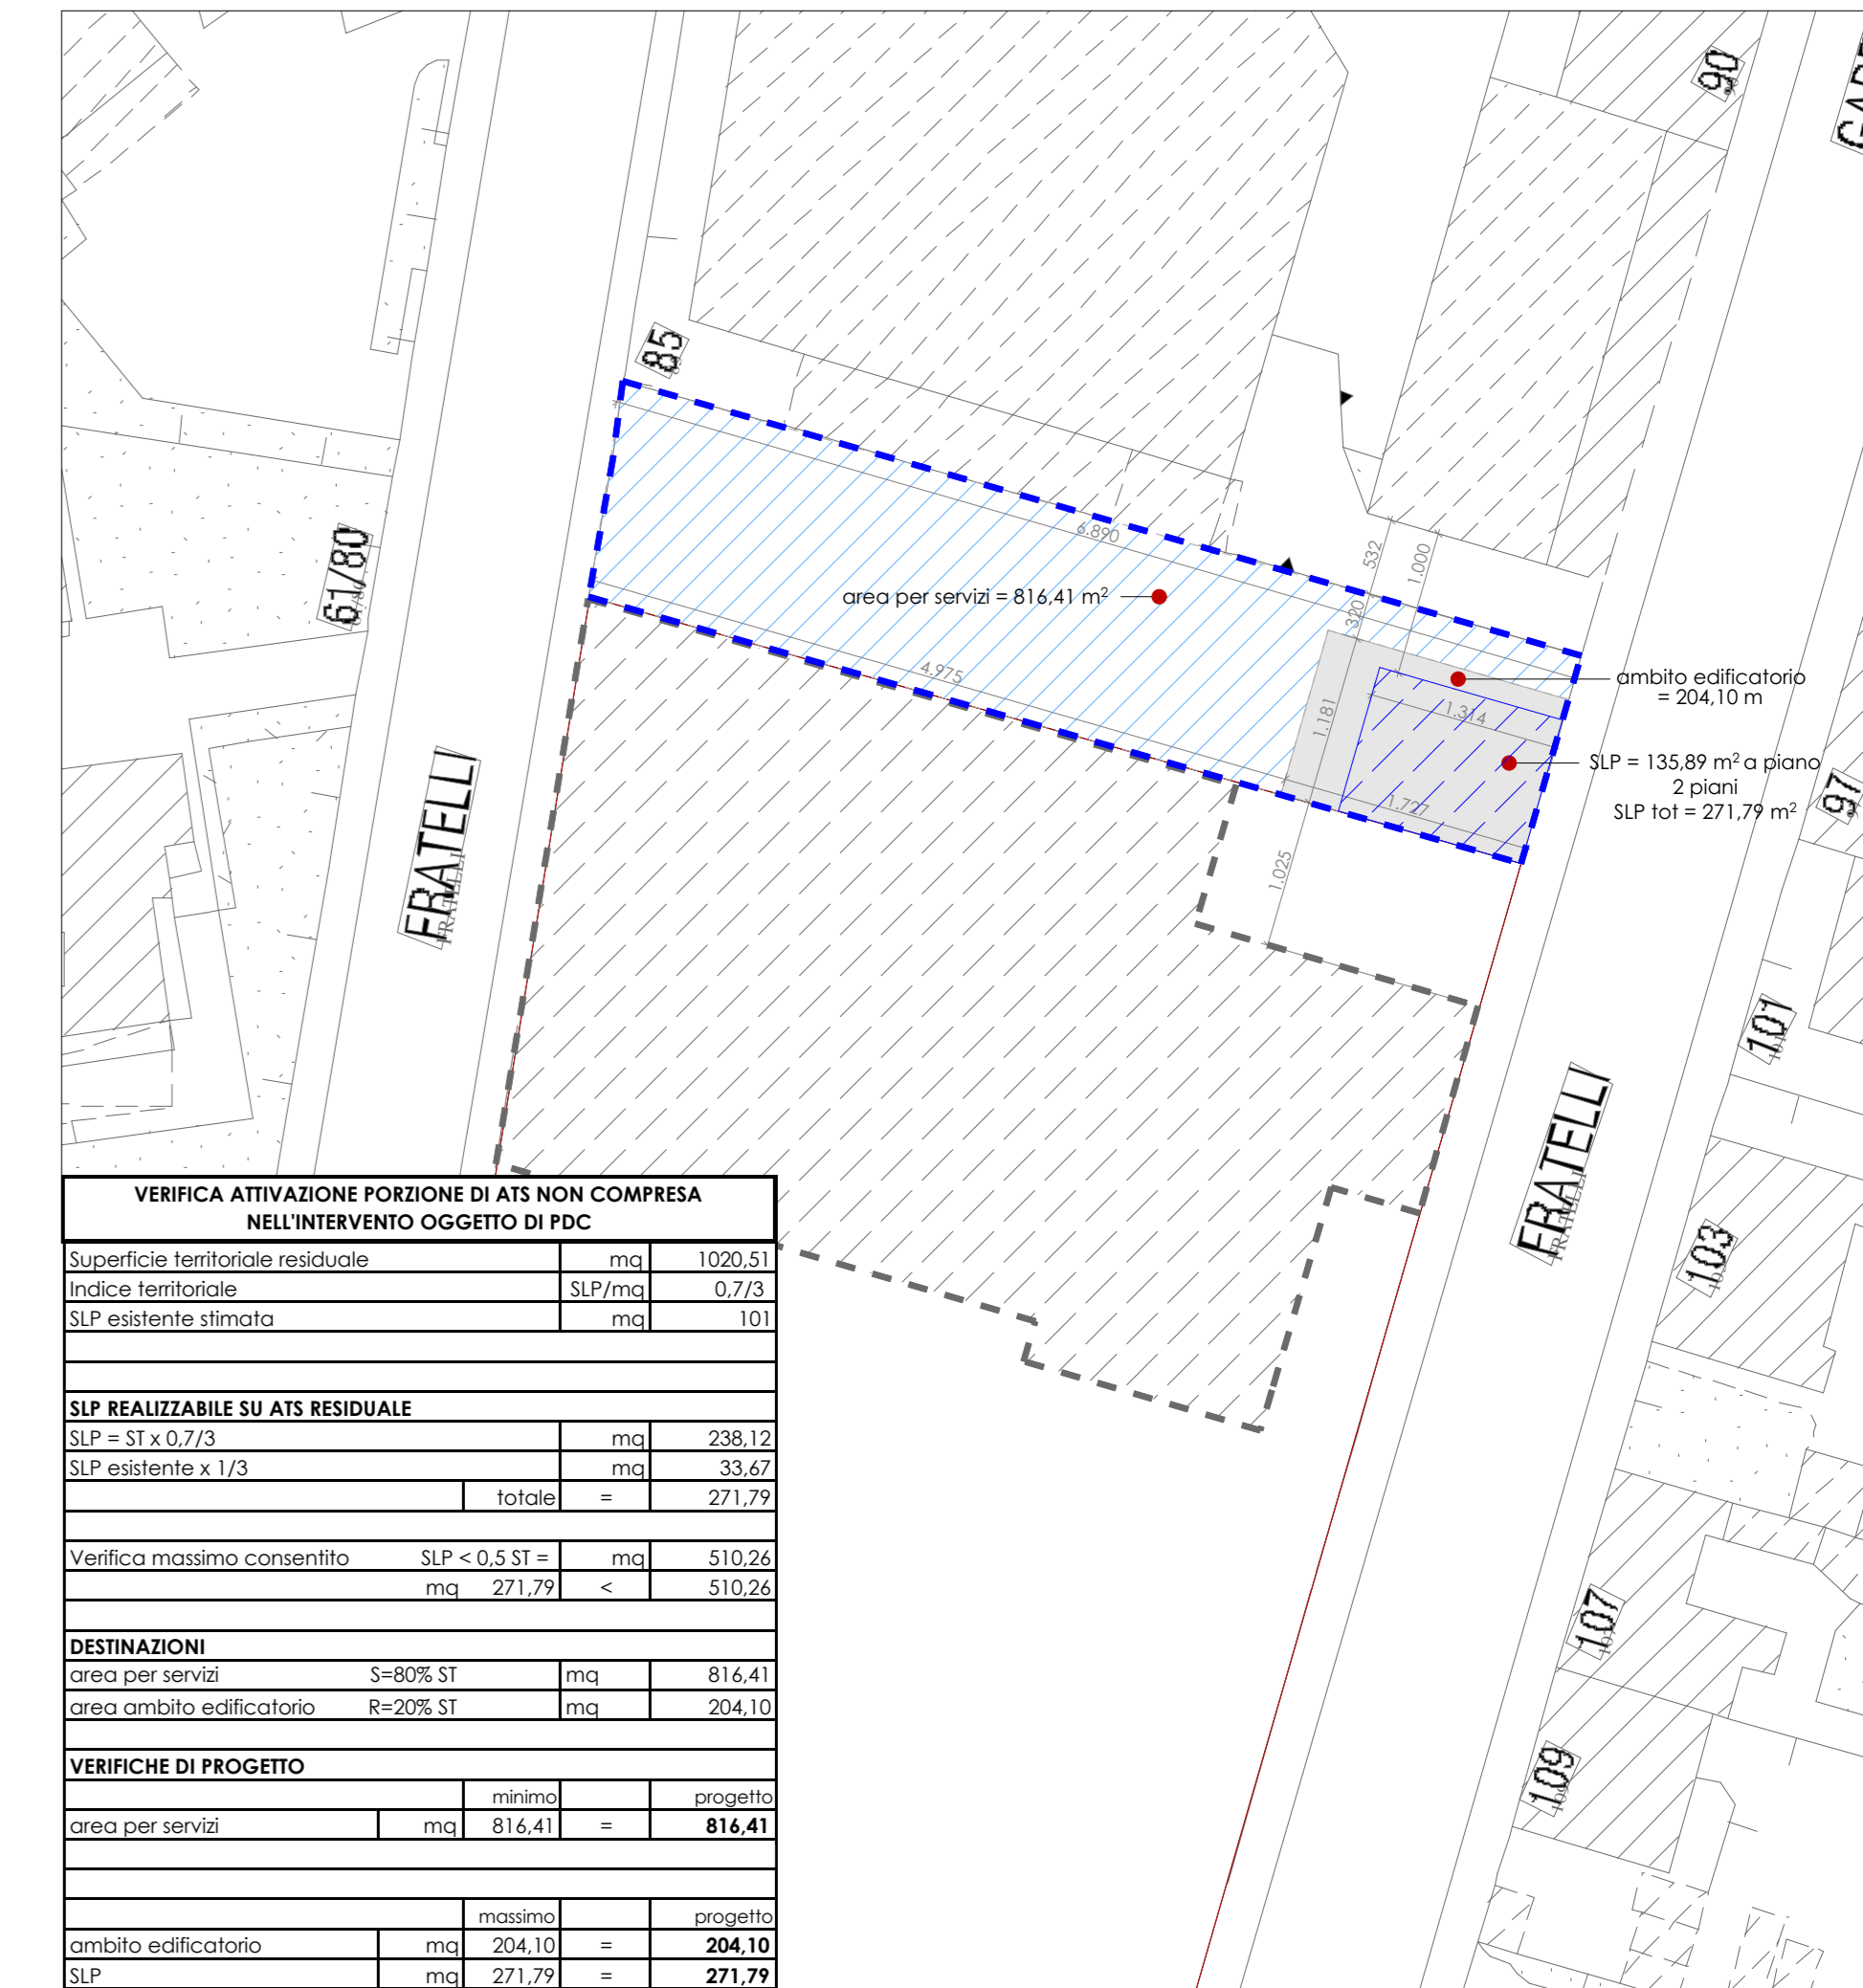 90
85
6.890
532
1.000
area per servizi = 816,41 m²
320
61/80
61/80
4.975
ambito edificatorio
= 204,10 m
1.314
1.181
SLP = 135,89 m² a piano
2 piani
SLP tot = 271,79 m²
97
1.727
FRATELLI
FRATELLI
1.025
101
FRATELLI
FRATELLI
103
107
109
VERIFICA ATTIVAZIONE PORZIONE DI ATS NON COMPRESA
NELL'INTERVENTO OGGETTO DI PDC
Superficie territoriale residuale mq 1020,51
Indice territoriale SLP/mq 0,7/3
SLP esistente stimata mq 101
SLP REALIZZABILE SU ATS RESIDUALE
SLP = ST x 0,7/3 mq 238,12
SLP esistente x 1/3 mq 33,67
totale = 271,79
Verifica massimo consentito SLP < 0,5 ST = mq 510,26
mq 271,79 < 510,26
DESTINAZIONI
area per servizi S=80% ST mq 816,41
area ambito edificatorio R=20% ST mq 204,10
VERIFICHE DI PROGETTO
minimo progetto
area per servizi mq 816,41 = 816,41
massimo progetto
ambito edificatorio mq 204,10 = 204,10
SLP mq 271,79 = 271,79